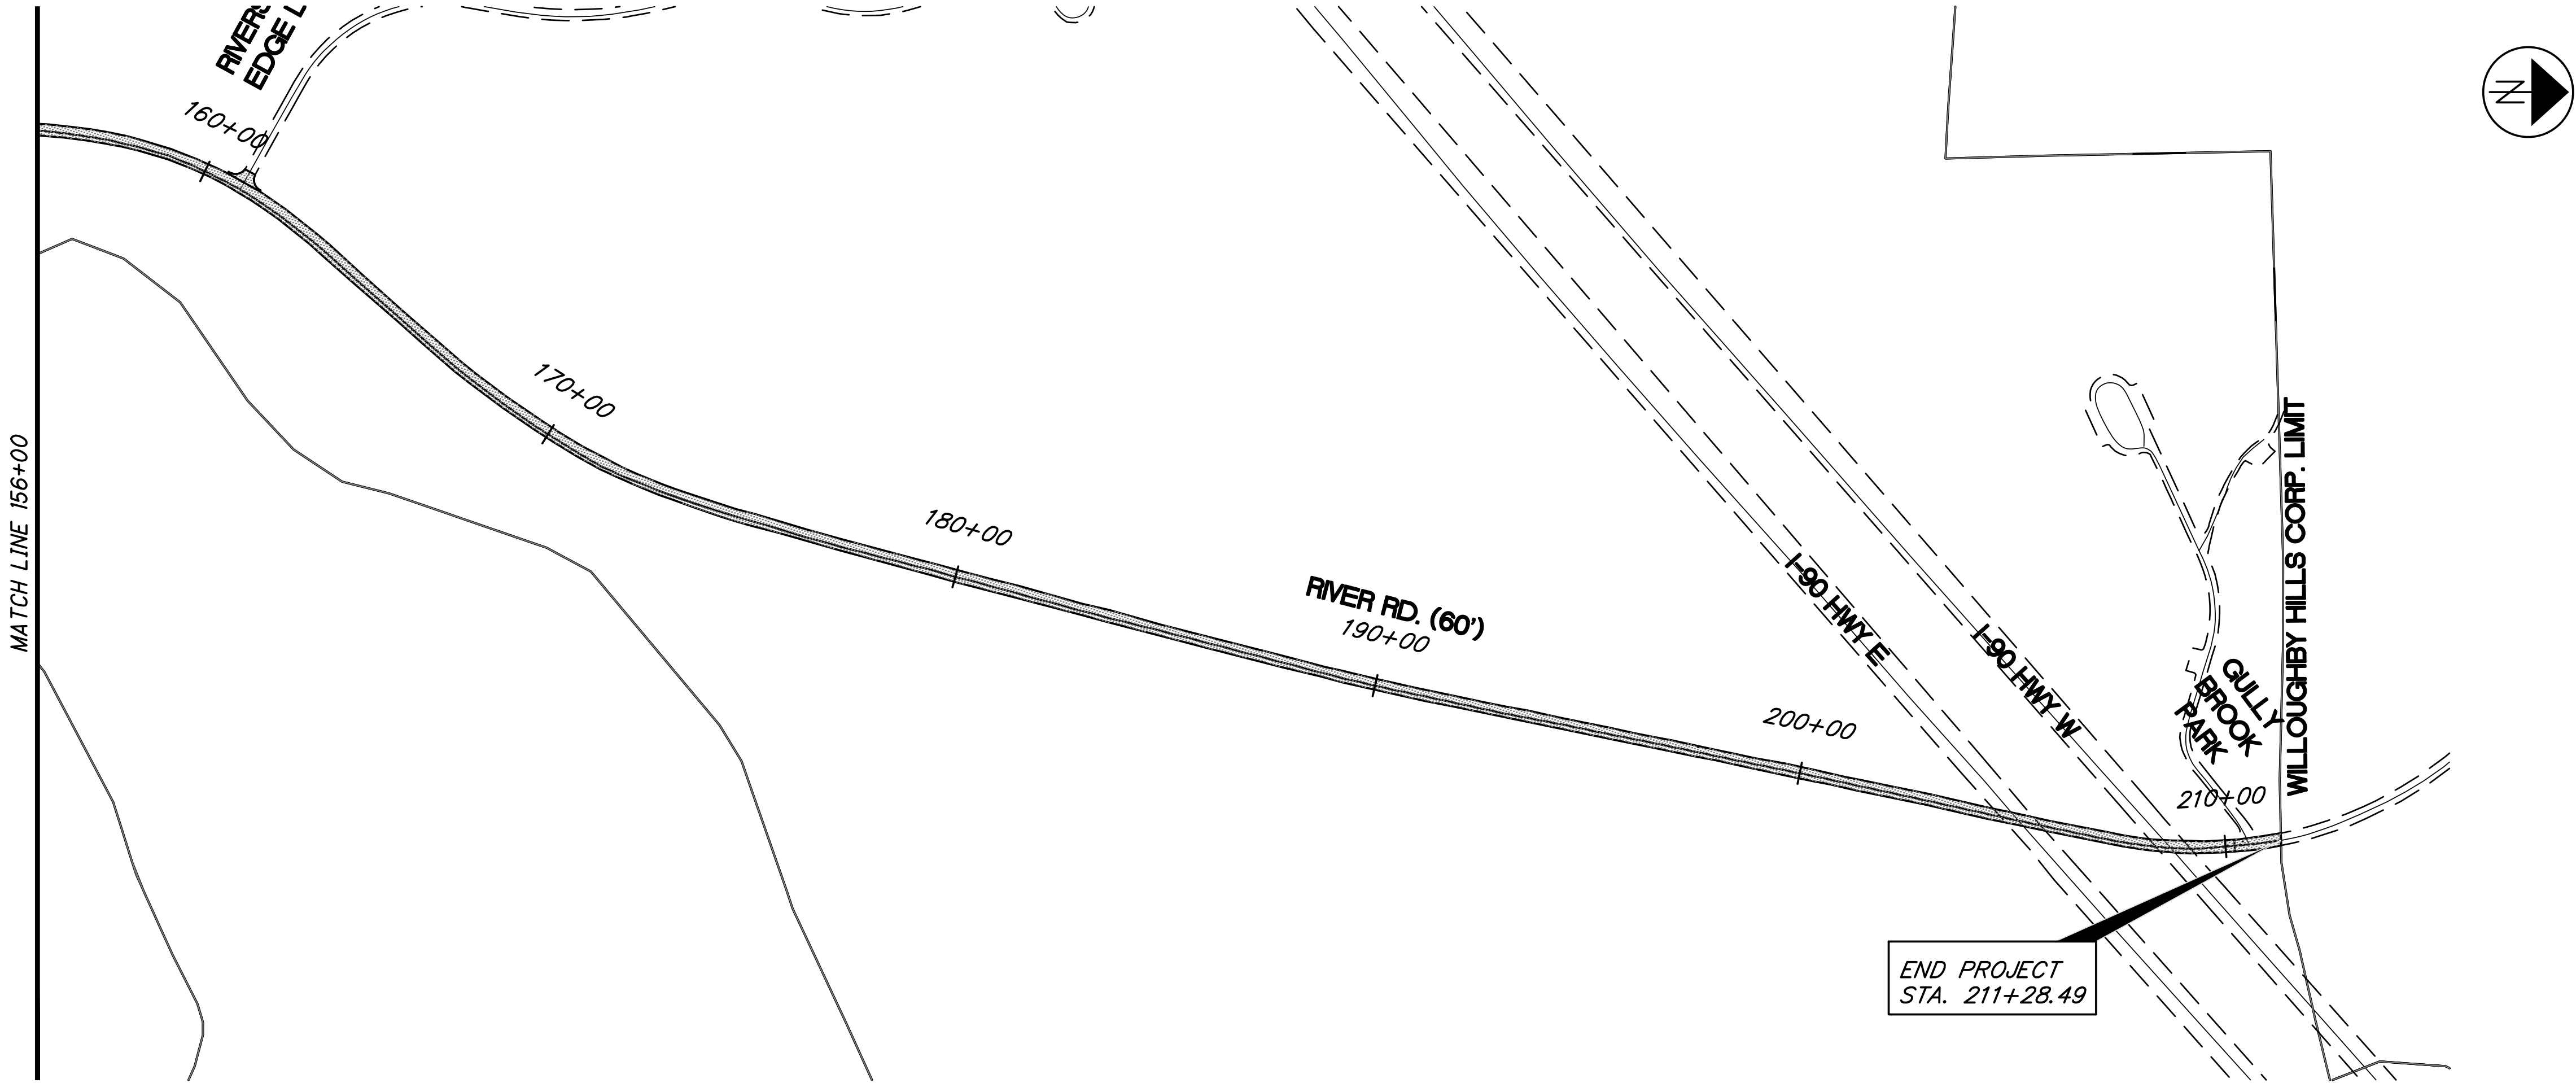 EDGE
160+00
N
MATCH LINE 156+00
170+00
180+00
RIVER RD. (60')
190+00
200+00
I-90 HWY E
I-90 HWY W
GULLY
BROOK
PARK
WILLOUGHBY HILLS CORP. LIMIT
210+00
END PROJECT
STA. 211+28.49